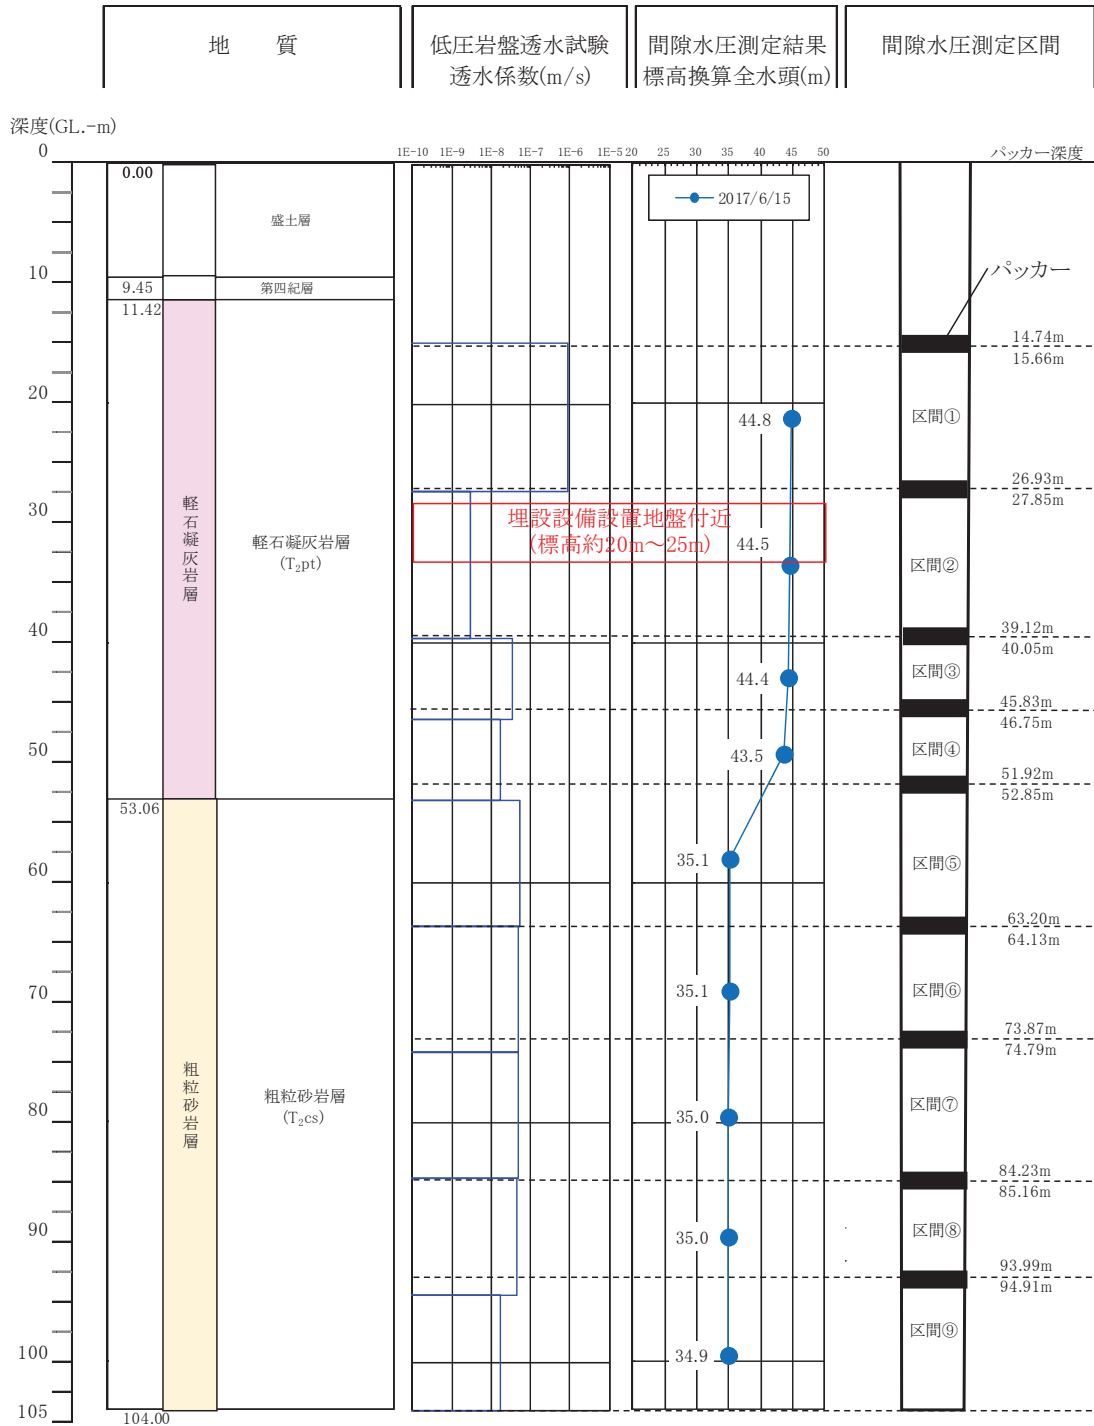 地　質
低圧岩盤透水試験
透水係数(m/s)
間隙水圧測定結果
標高換算全水頭(m)
間隙水圧測定区間
深度(GL.-m)
0
10
20
30
40
50
60
70
80
90
100
105
0.00
盛土層
9.45
第四紀層
11.42
軽石凝灰岩層
軽石凝灰岩層
(T₂pt)
53.06
粗粒砂岩層
粗粒砂岩層
(T₂cs)
104.00
1E-10 1E-9 1E-8 1E-7 1E-6 1E-5
20 25 30 35 40 45 50
2017/6/15
44.8
埋設設備設置地盤付近
(標高約20m～25m)
44.5
44.4
43.5
35.1
35.1
35.0
35.0
34.9
パッカー深度
パッカー
14.74m
15.66m
区間①
26.93m
27.85m
区間②
39.12m
40.05m
区間③
45.83m
46.75m
区間④
51.92m
52.85m
区間⑤
63.20m
64.13m
区間⑥
73.87m
74.79m
区間⑦
84.23m
85.16m
区間⑧
93.99m
94.91m
区間⑨